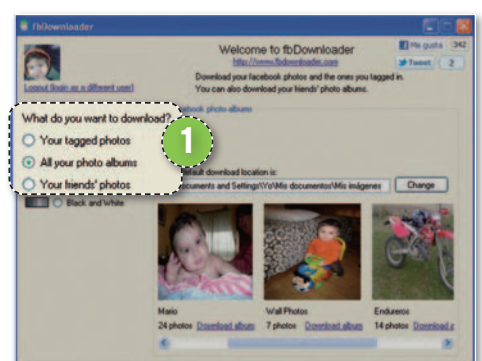 fbDownloader
Welcome to fbDownloader
http://www.fbdownloader.com
Me gusta 342
Tweet 2
Download your facebook photos and the ones you tagged in.
You can also download your friends' photo albums.
Logout (login as a different user)
What do you want to download?
Your tagged photos
All your photo albums
Your friends' photos
Black and White
1
photo albums
default download location is:
Documents and Settings\Yo\Mis documentos\Mis imágenes
Change
Mario
24 photos Download album
Wall Photos
7 photos Download album
Endureros
14 photos Download a